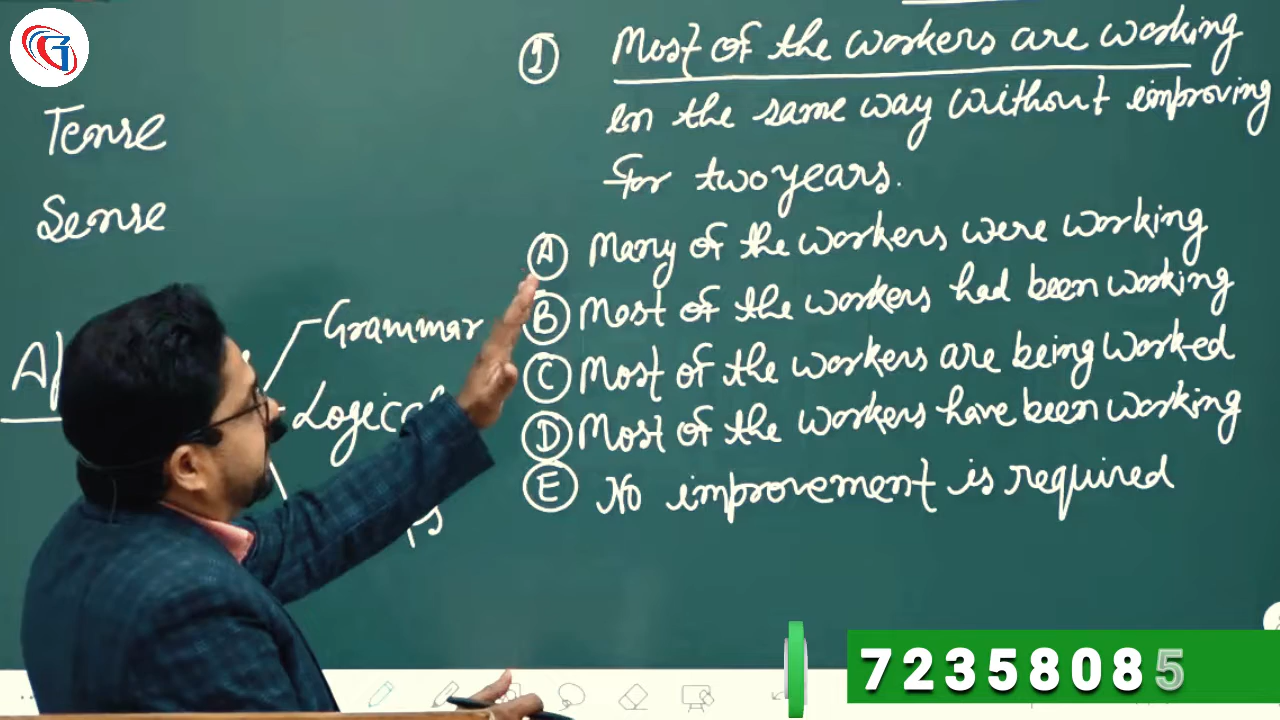 Tense
Sense
Grammar
Logical
① Most of the workers are working
in the same way without improving
for two years.
Ⓐ Many of the workers were working
Ⓑ Most of the workers had been working
Ⓒ Most of the workers are being worked
Ⓓ Most of the workers have been working
Ⓔ No improvement is required
72358085